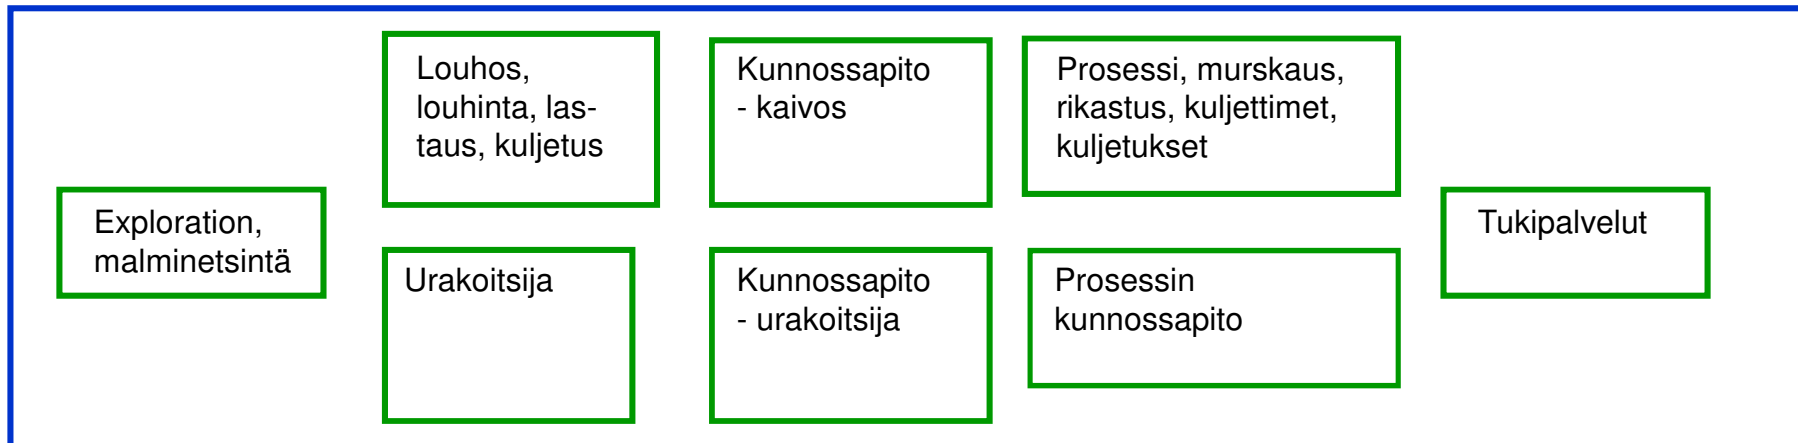 Exploration,
malminetsintä
Louhos,
louhinta, las-
taus, kuljetus
Urakoitsija
Kunnossapito
- kaivos
Kunnossapito
- urakoitsija
Prosessi, murskaus,
rikastus, kuljettimet,
kuljetukset
Prosessin
kunnossapito
Tukipalvelut